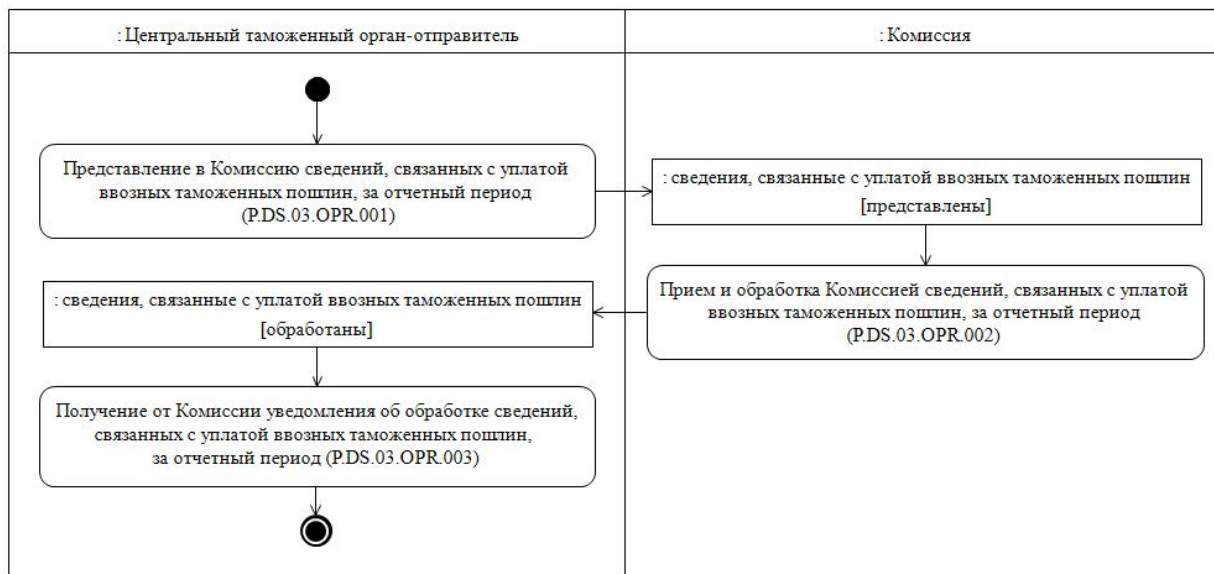 : Центральный таможенный орган-отправитель
: Комиссия
Представление в Комиссию сведений, связанных с уплатой
ввозных таможенных пошлин, за отчетный период
(P.DS.03.OPR.001)
: сведения, связанные с уплатой ввозных таможенных пошлин
[представлены]
Прием и обработка Комиссией сведений, связанных с уплатой
ввозных таможенных пошлин, за отчетный период
(P.DS.03.OPR.002)
: сведения, связанные с уплатой ввозных таможенных пошлин
[обработаны]
Получение от Комиссии уведомления об обработке сведений,
связанных с уплатой ввозных таможенных пошлин,
за отчетный период (P.DS.03.OPR.003)